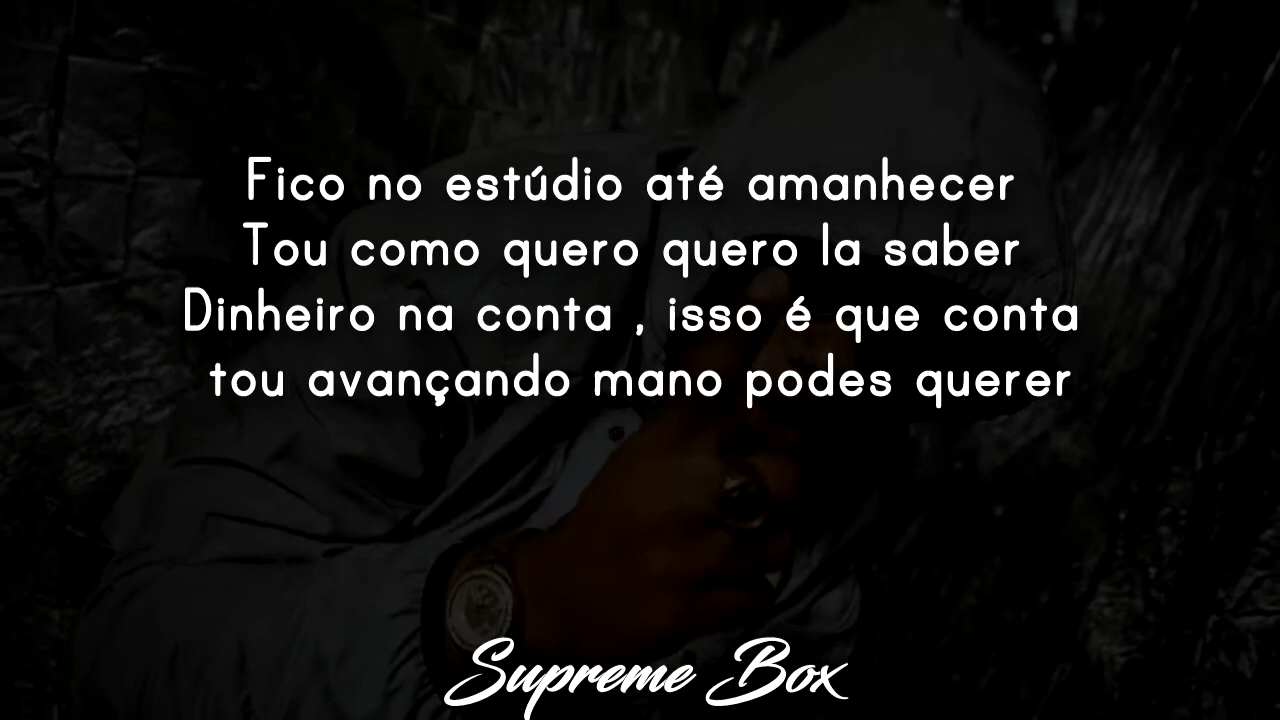 Fico no estúdio até amanhecer
Tou como quero quero la saber
Dinheiro na conta , isso é que conta
tou avançando mano podes querer
Supreme Box